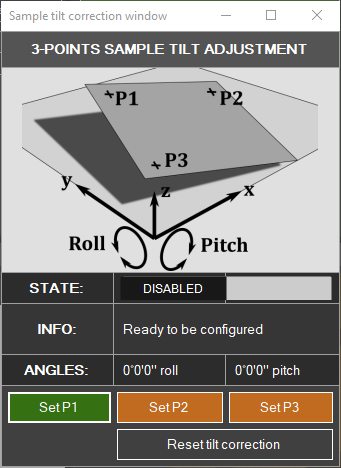 Sample tilt correction window
3-POINTS SAMPLE TILT ADJUSTMENT
P1
P2
P3
y
z
x
Roll
Pitch
STATE: DISABLED
INFO: Ready to be configured
ANGLES: 0°0'0" roll 0°0'0" pitch
Set P1 Set P2 Set P3
Reset tilt correction